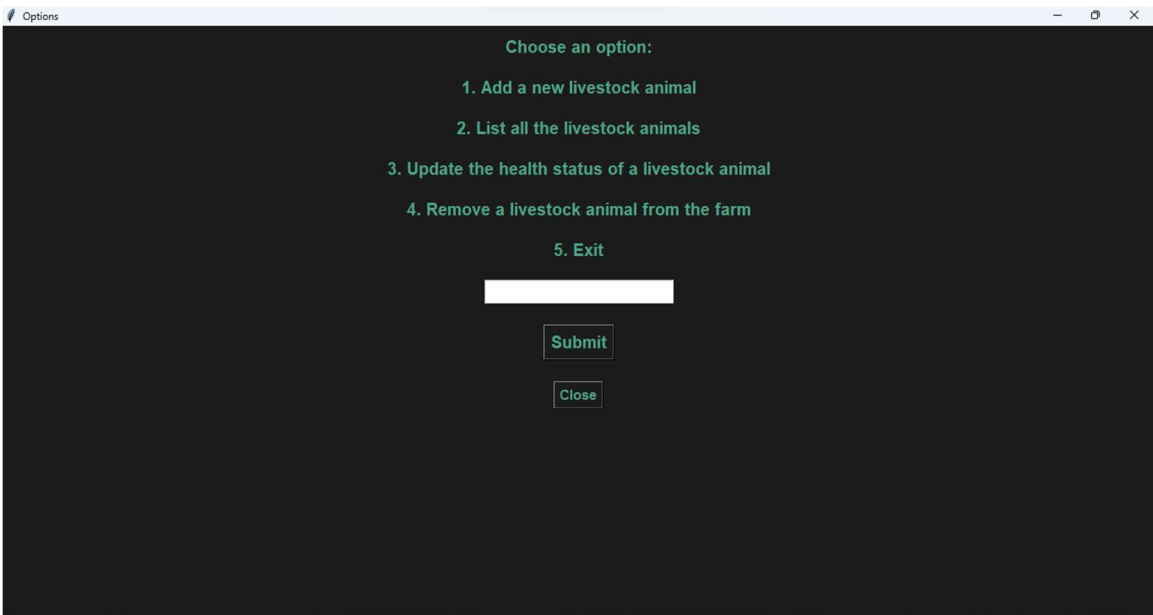 Options
Choose an option:
1. Add a new livestock animal
2. List all the livestock animals
3. Update the health status of a livestock animal
4. Remove a livestock animal from the farm
5. Exit
Submit
Close